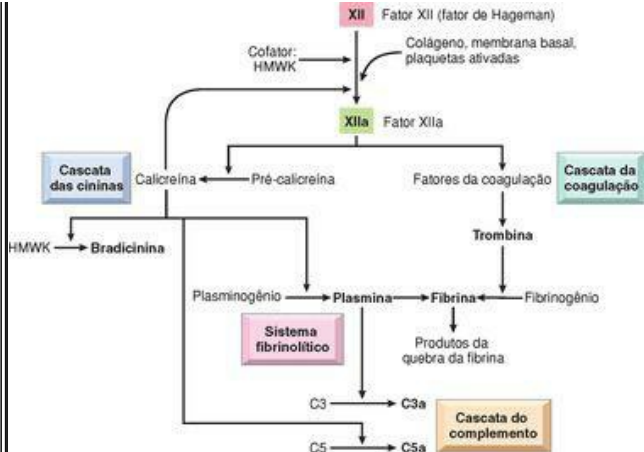 XII Fator XII (fator de Hageman)
Cofator:
HMWK
Colágeno, membrana basal,
plaquetas ativadas
XIIa Fator XIIa
Cascata
das cininas
Calicreína
Pré-calicreína
Fatores da coagulação
Cascata da
coagulação
Trombina
HMWK
Bradicinina
Plasminogênio
Plasmina
Fibrina
Fibrinogênio
Sistema
fibrinolítico
Produtos da
quebra da fibrina
C3
C3a
Cascata do
complemento
C5
C5a